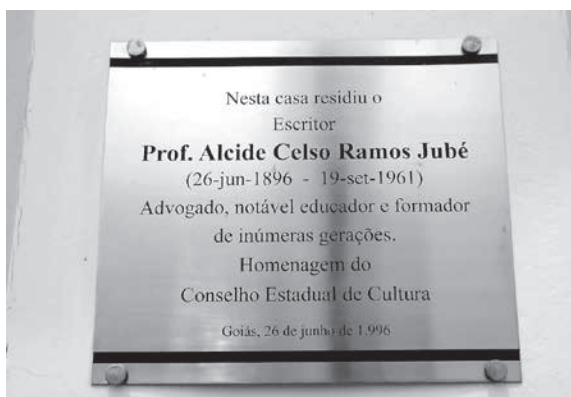 Nesta casa residiu o
Escritor
Prof. Alcide Celso Ramos Jubé
(26-jun-1896 - 19-set-1961)
Advogado, notável educador e formador
de inúmeras gerações.
Homenagem do
Conselho Estadual de Cultura
Goiás, 26 de junho de 1.996